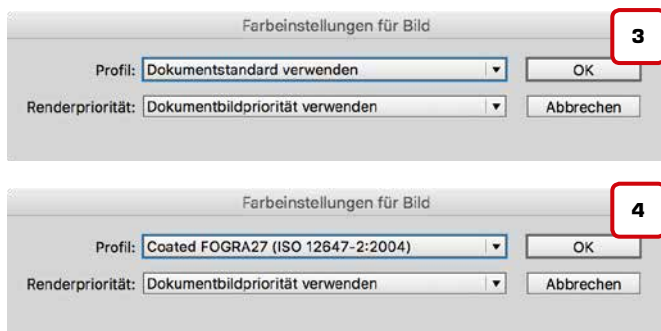 Farbeinstellungen für Bild
3
Profil: Dokumentstandard verwenden OK
Renderpriorität: Dokumentbildpriorität verwenden Abbrechen
Farbeinstellungen für Bild
4
Profil: Coated FOGRA27 (ISO 12647-2:2004) OK
Renderpriorität: Dokumentbildpriorität verwenden Abbrechen